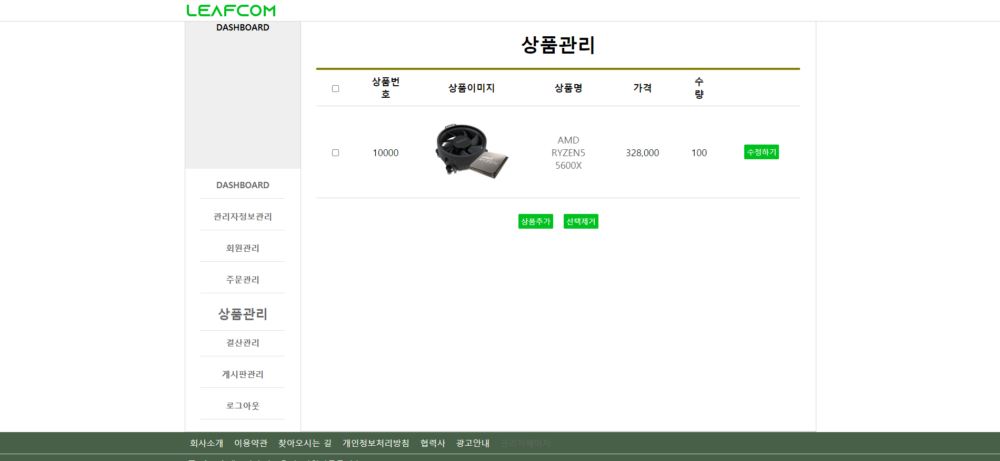 LEAFCOM
DASHBOARD
DASHBOARD
관리자정보관리
회원관리
주문관리
상품관리
결산관리
게시판관리
로그아웃
상품관리
상품번
호
상품이미지
상품명
가격
수
량
10000
AMD
RYZEN
AMD
RYZEN5
5600X
328,000
100
수정하기
상품추가
선택제거
회사소개 이용약관 찾아오시는 길 개인정보처리방침 협력사 광고안내 관리자페이지